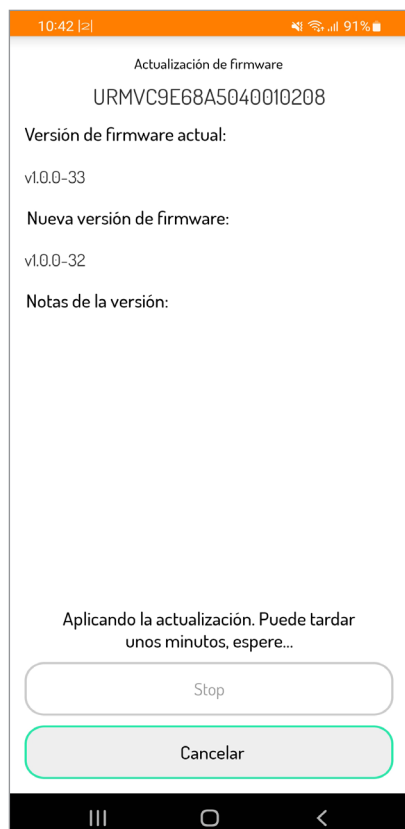 10:42 |2| 91%
Actualización de firmware
URMVC9E68A5040010208
Versión de firmware actual:
v1.0.0-33
Nueva versión de firmware:
v1.0.0-32
Notas de la versión:
Aplicando la actualización. Puede tardar
unos minutos, espere...
Stop
Cancelar